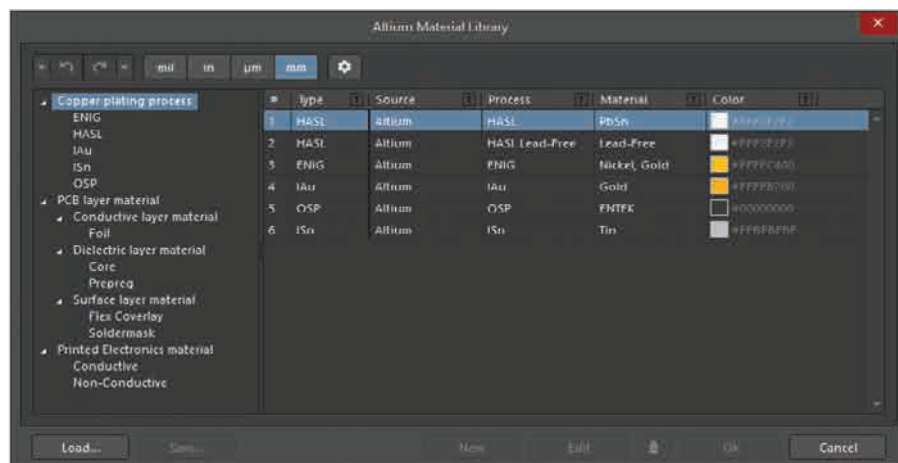 Altium Material Library
mil in µm mm
Copper plating process
ENIG
HASL
IAu
ISn
OSP
PCB layer material
Conductive layer material
Foil
Dielectric layer material
Core
Prepreg
Surface layer material
Flex Coverlay
Soldermask
Printed Electronics material
Conductive
Non-Conductive
# Type Source Process Material Color
1 HASL Altium HASL PbSn
2 HASL Altium HASL Lead-Free Lead-Free
3 ENIG Altium ENIG Nickel, Gold
4 IAu Altium IAu Gold
5 OSP Altium OSP ENTEK #00000000
6 ISn Altium ISn Tin
Load... Save... New Edit Ok Cancel